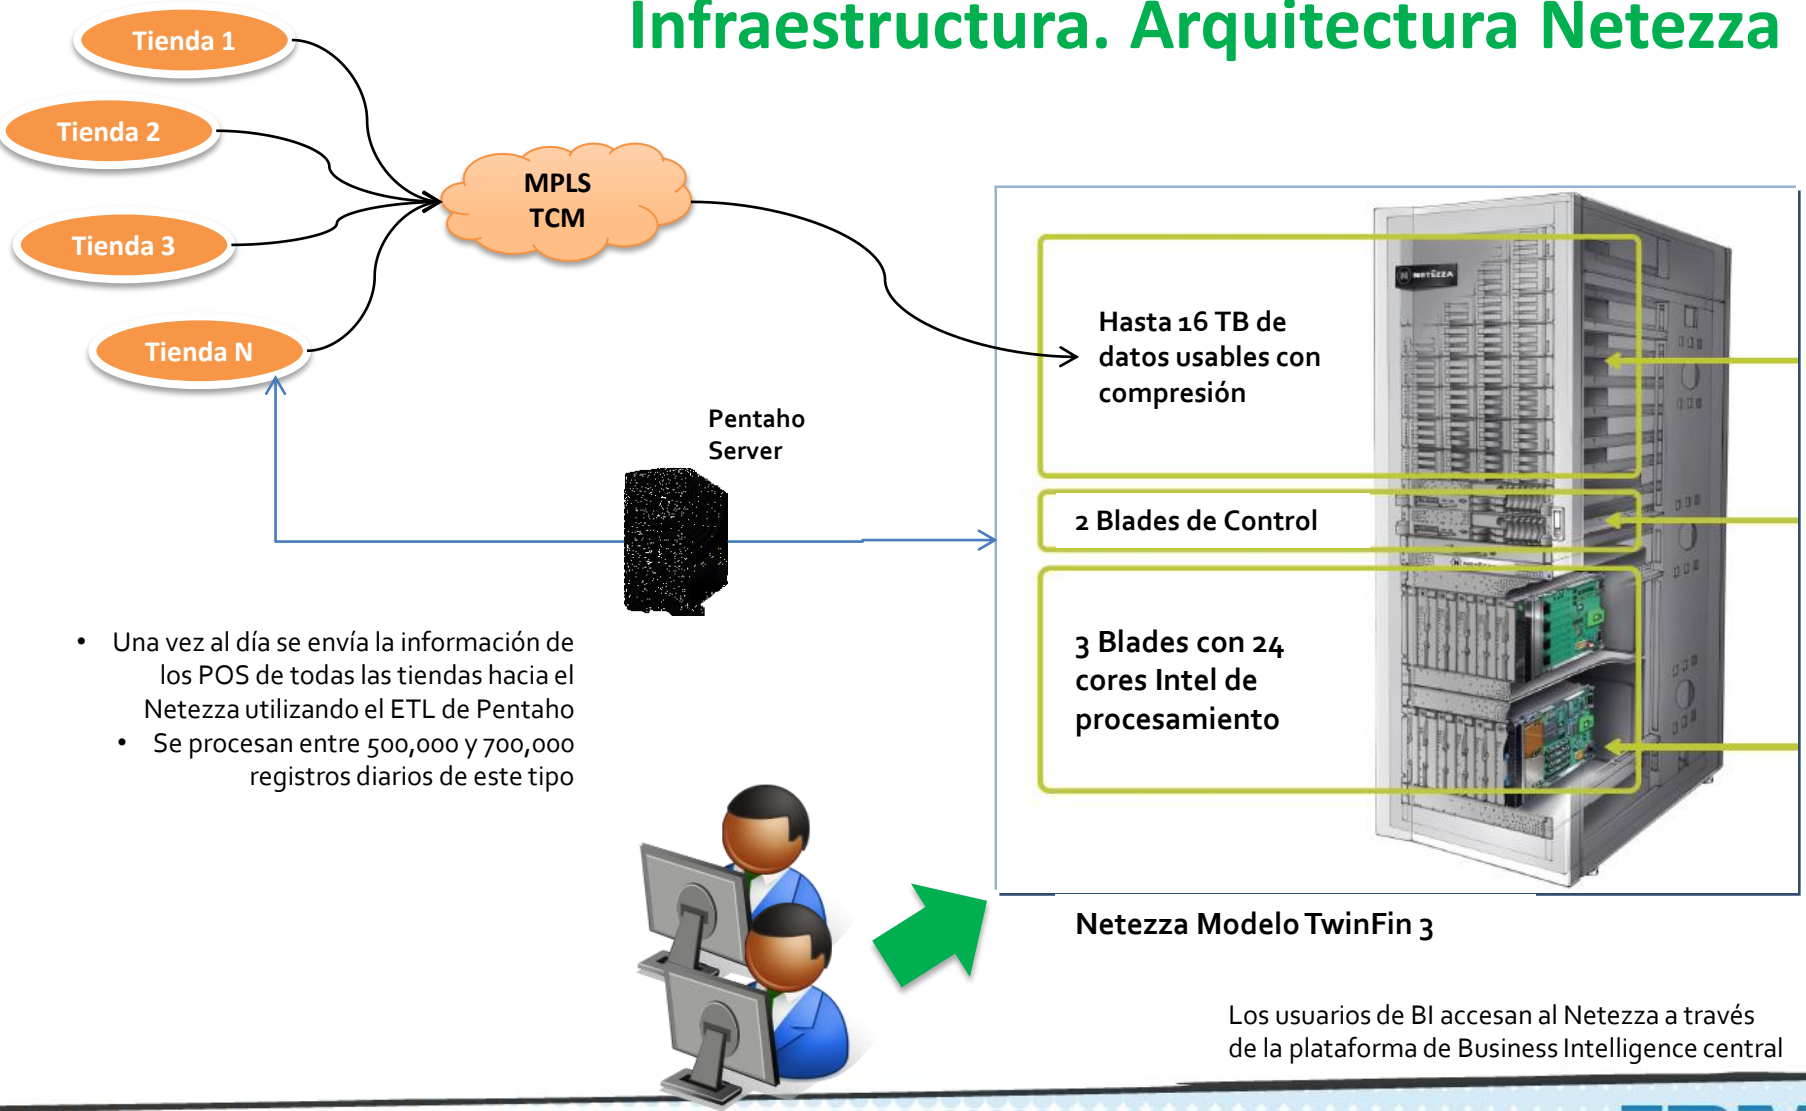 Infraestructura. Arquitectura Netezza
Tienda 1
Tienda 2
Tienda 3
Tienda N
MPLS
TCM
Pentaho
Server
NETEZZA
Hasta 16 TB de
datos usables con
compresión
2 Blades de Control
3 Blades con 24
cores Intel de
procesamiento
• Una vez al día se envía la información de
los POS de todas las tiendas hacia el
Netezza utilizando el ETL de Pentaho
• Se procesan entre 500,000 y 700,000
registros diarios de este tipo
Netezza Modelo TwinFin 3
Los usuarios de BI accesan al Netezza a través
de la plataforma de Business Intelligence central